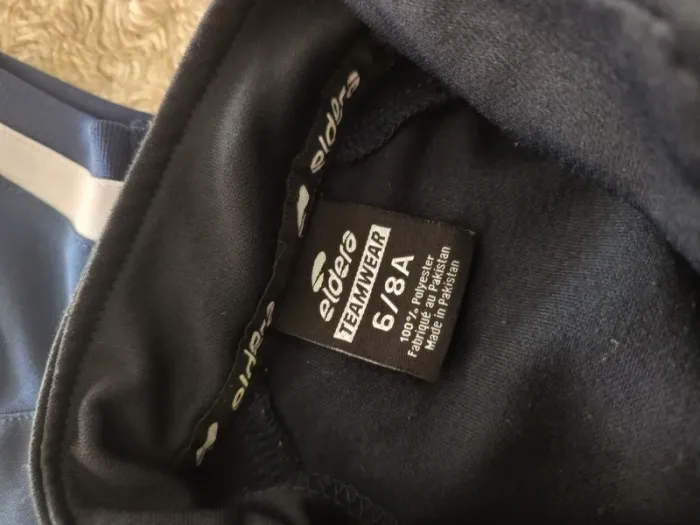 eldera
eldera
TEAMWEAR
6/8A
100% Polyester
Fabriqué au Pakistan
Made in Pakistan
eldera